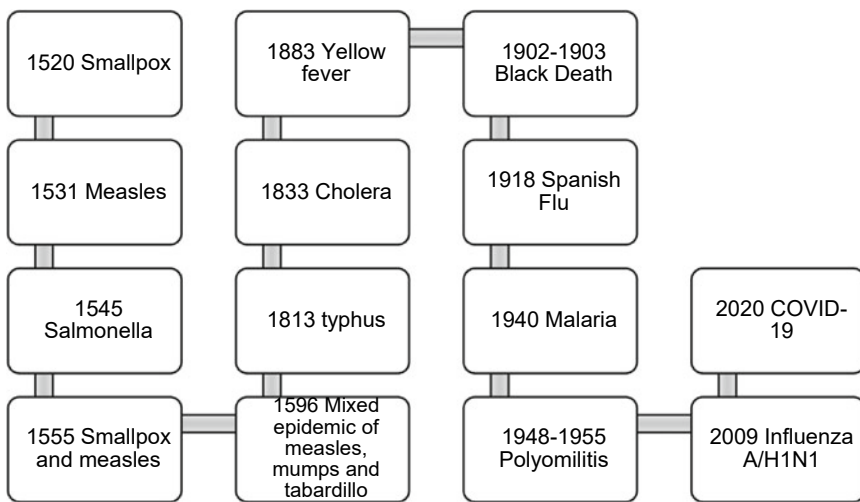 1520 Smallpox
1531 Measles
1545
Salmonella
1555 Smallpox
and measles
1596 Mixed
epidemic of
measles,
mumps and
tabardillo
1813 typhus
1833 Cholera
1883 Yellow
fever
1902-1903
Black Death
1918 Spanish
Flu
1940 Malaria
1948-1955
Polyomilitis
2009 Influenza
A/H1N1
2020 COVID-
19